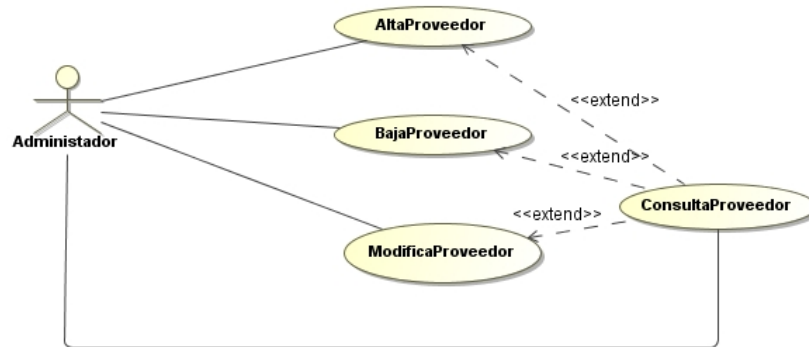 AltaProveedor
<<extend>>
Administador
BajaProveedor
<<extend>>
ConsultaProveedor
<<extend>>
ModificaProveedor